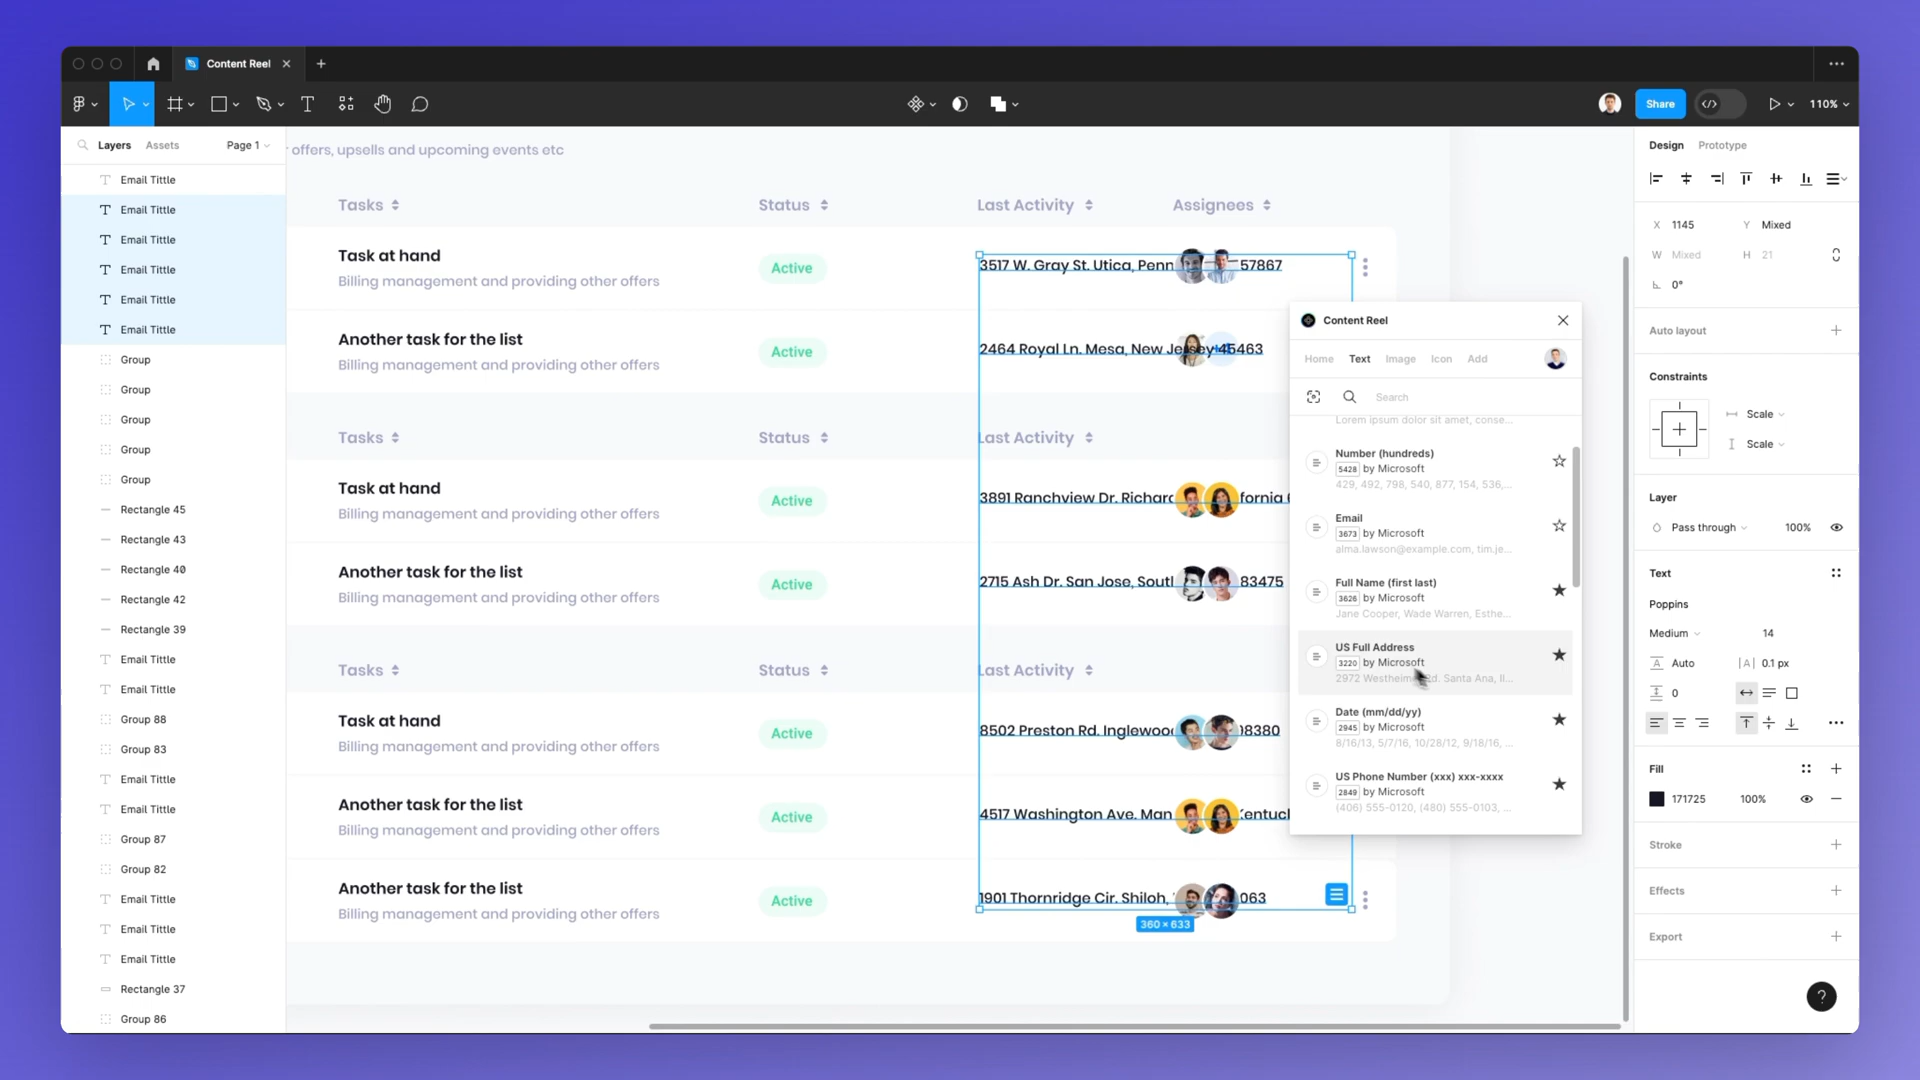 Content Reel
Share
110%
Layers
Assets
Page 1
Email Tittle
Email Tittle
Email Tittle
Email Tittle
Email Tittle
Email Tittle
Group
Group
Group
Group
Group
Rectangle 45
Rectangle 43
Rectangle 40
Rectangle 42
Rectangle 39
Email Tittle
Email Tittle
Group 88
Group 83
Email Tittle
Email Tittle
Group 87
Group 82
Email Tittle
Email Tittle
Email Tittle
Rectangle 37
Group 86
offers, upsells and upcoming events etc
Tasks
Status
Last Activity
Assignees
Task at hand
Billing management and providing other offers
Active
3517 W. Gray St. Utica, Penn 57867
Another task for the list
Billing management and providing other offers
Active
2464 Royal Ln. Mesa, New Jersey 45463
Tasks
Status
Last Activity
Task at hand
Billing management and providing other offers
Active
3891 Ranchview Dr. Richard fornia
Another task for the list
Billing management and providing other offers
Active
2715 Ash Dr. San Jose, South 83475
Tasks
Status
Last Activity
Task at hand
Billing management and providing other offers
Active
8502 Preston Rd. Inglewood 98380
Another task for the list
Billing management and providing other offers
Active
4517 Washington Ave. Man entuc
Another task for the list
Billing management and providing other offers
Active
1901 Thornridge Cir. Shiloh, 063
360 × 633
Content Reel
Home
Text
Image
Icon
Add
Search
Lorem ipsum dolor sit amet, conse...
Number (hundreds)
5428 by Microsoft
429, 492, 798, 540, 877, 154, 536,...
Email
3673 by Microsoft
alma.lawson@example.com, tim.je...
Full Name (first last)
3626 by Microsoft
Jane Cooper, Wade Warren, Esthe...
US Full Address
3220 by Microsoft
2972 Westheim d. Santa Ana, Il...
Date (mm/dd/yy)
2945 by Microsoft
8/16/13, 5/7/16, 10/28/12, 9/18/16, ...
US Phone Number (xxx) xxx-xxxx
2849 by Microsoft
(406) 555-0120, (480) 555-0103, ...
Design
Prototype
X 1145
Y Mixed
W Mixed
H 21
0°
Auto layout
Constraints
Scale
Scale
Layer
Pass through
100%
Text
Poppins
Medium
14
Auto
0.1 px
0
Fill
171725
100%
Stroke
Effects
Export
?